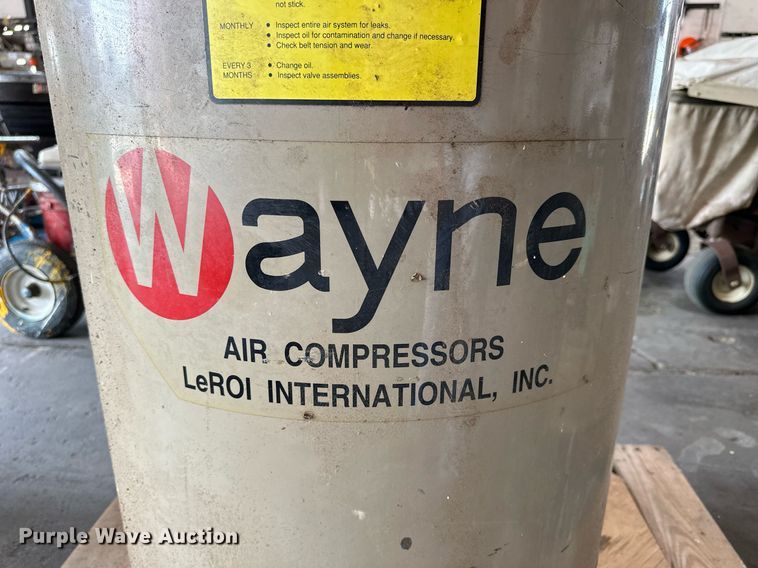 not stick.
MONTHLY • Inspect entire air system for leaks.
• Inspect oil for contamination and change if necessary.
• Check belt tension and wear.
EVERY 3 • Change oil.
MONTHS • Inspect valve assemblies.
Wayne
AIR COMPRESSORS
LeROI INTERNATIONAL, INC.
Purple Wave Auction